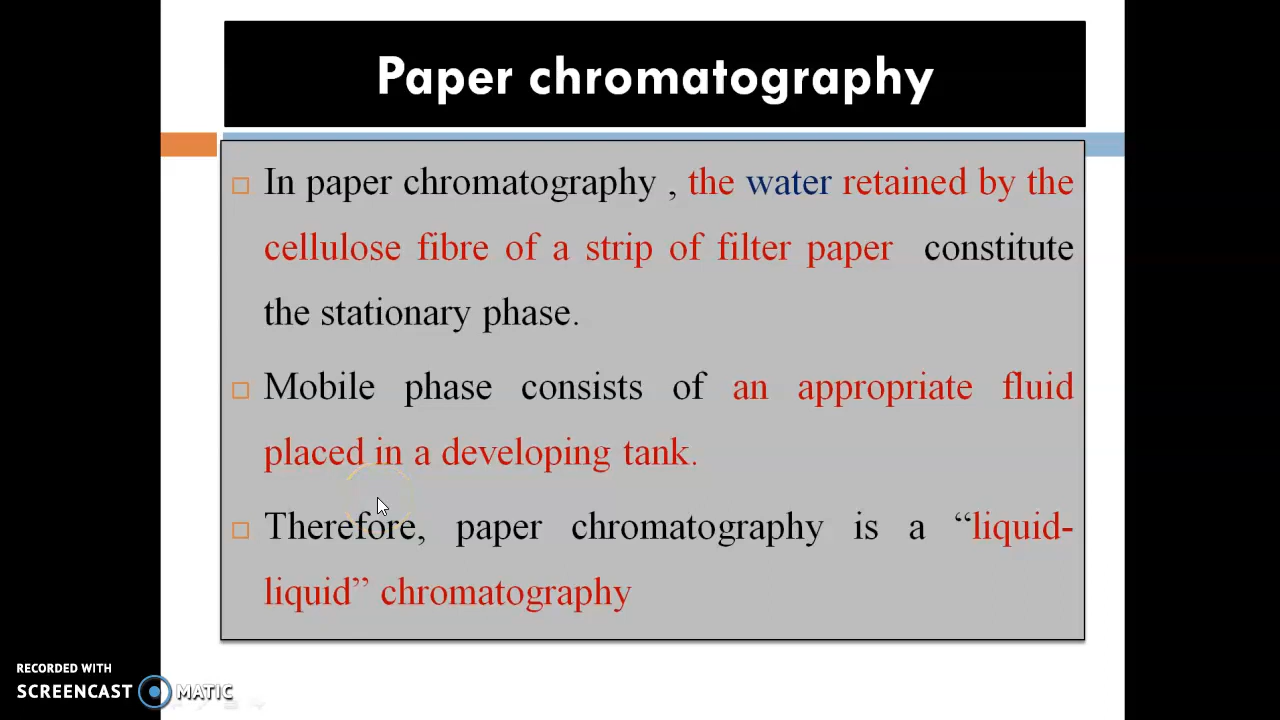 Paper chromatography
In paper chromatography , the water retained by the
cellulose fibre of a strip of filter paper constitute
the stationary phase.
Mobile phase consists of an appropriate fluid
placed in a developing tank.
Therefore, paper chromatography is a “liquid-
liquid” chromatography
RECORDED WITH
SCREENCAST MATIC